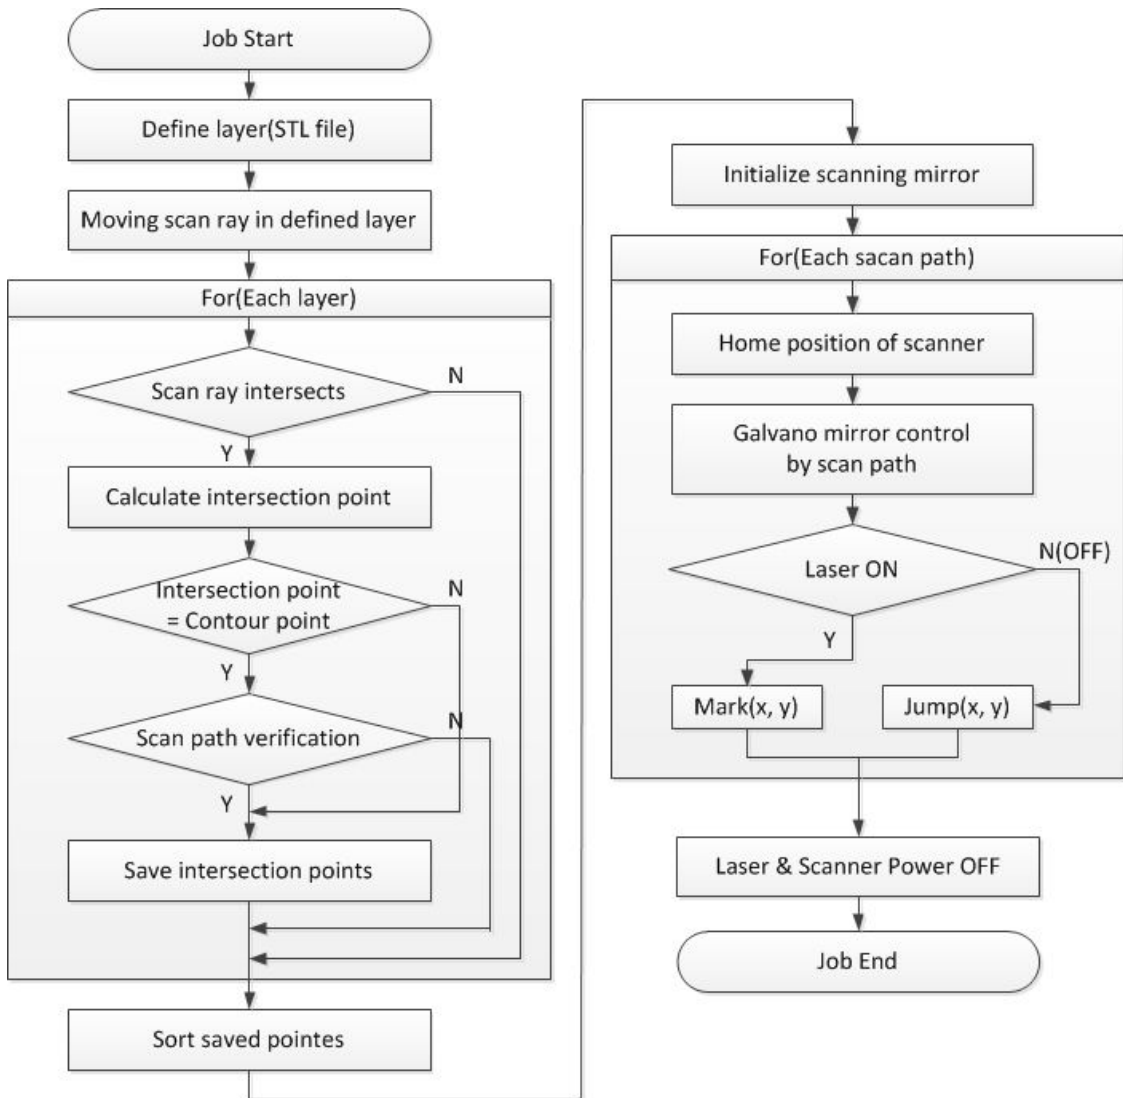 Job Start
Define layer(STL file)
Moving scan ray in defined layer
For(Each layer)
Scan ray intersects
N
Y
Calculate intersection point
Intersection point
= Contour point
N
Y
Scan path verification
N
Y
Save intersection points
Sort saved pointes
Initialize scanning mirror
For(Each sacan path)
Home position of scanner
Galvano mirror control
by scan path
Laser ON
N(OFF)
Y
Mark(x, y)
Jump(x, y)
Laser & Scanner Power OFF
Job End